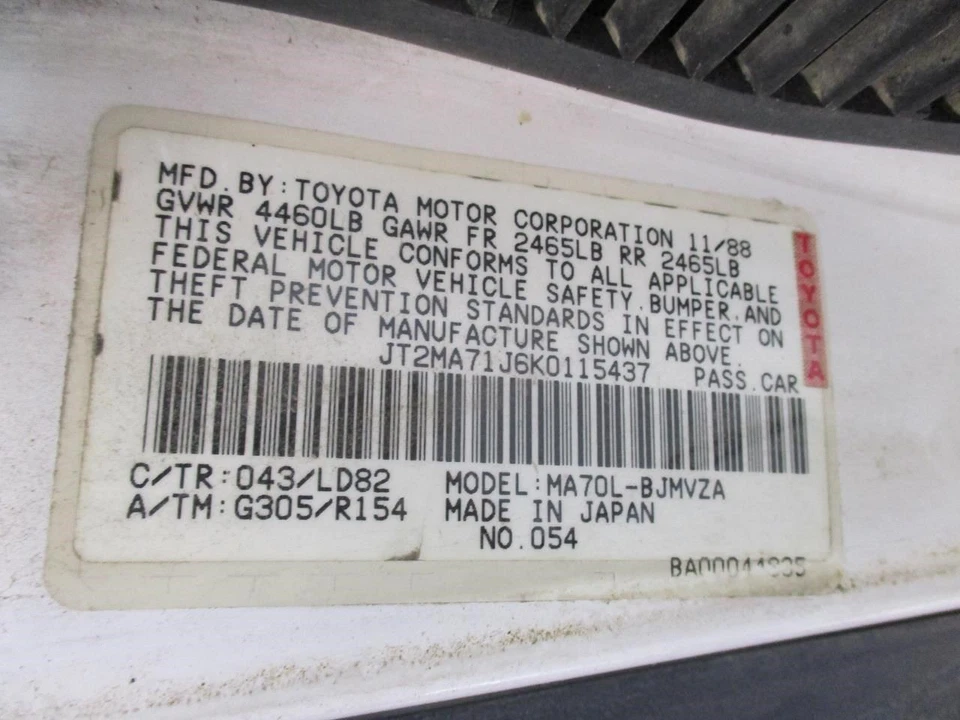 MFD. BY: TOYOTA MOTOR CORPORATION 11/88
GVWR 4460LB GAWR FR 2465LB RR 2465LB
THIS VEHICLE CONFORMS TO ALL APPLICABLE
FEDERAL MOTOR VEHICLE SAFETY, BUMPER, AND
THEFT PREVENTION STANDARDS IN EFFECT ON
THE DATE OF MANUFACTURE SHOWN ABOVE.
JT2MA71J6K0115437 PASS. CAR
TOYOTA
C/TR: 043/LD82 MODEL: MA70L-BJMVZA
A/TM: G305/R154 MADE IN JAPAN
NO. 054